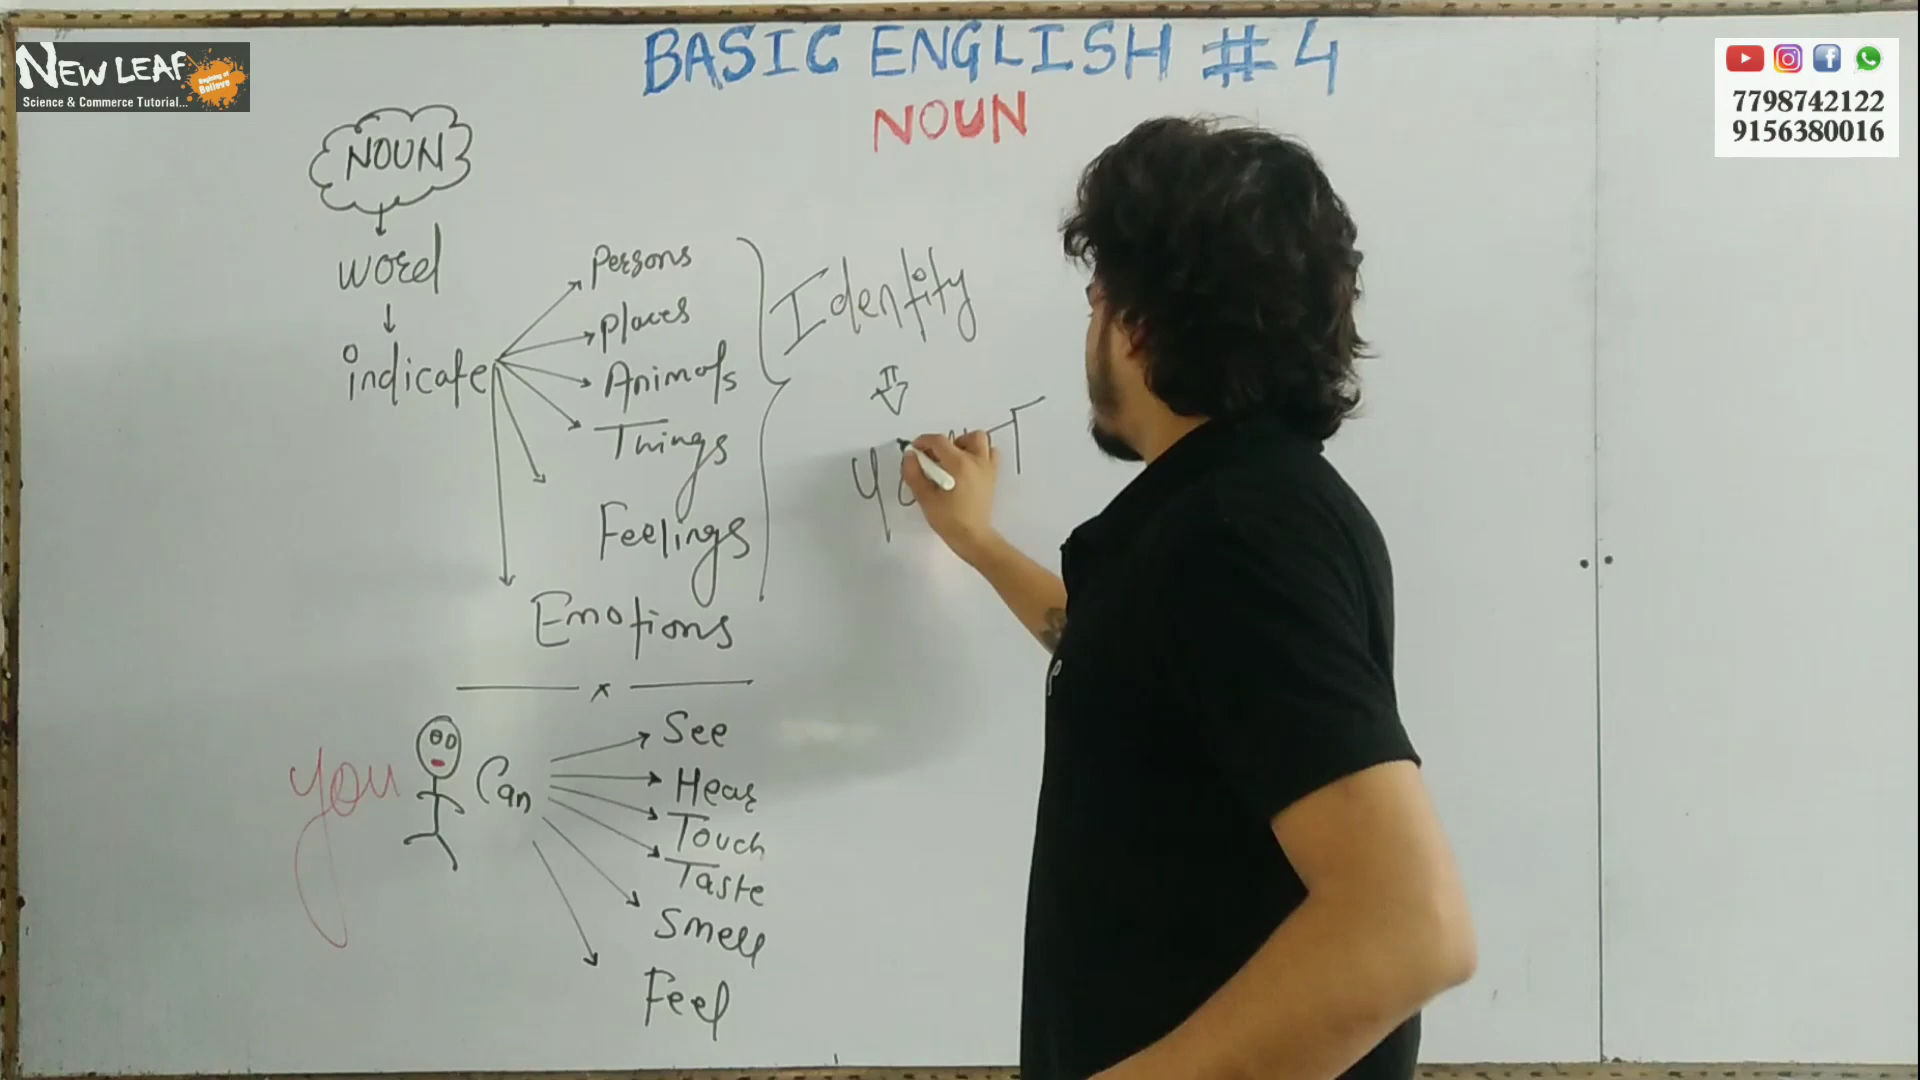 BASIC ENGLISH # 4
NOUN
NEW LEAF
Science & Commerce Tutorial...
7798742122
9156380016
NOUN
word
indicate
Persons
Places
Animals
Things
Feelings
Emotions
Identity
x
you
Can
See
Hear
Touch
Taste
Smell
Feel